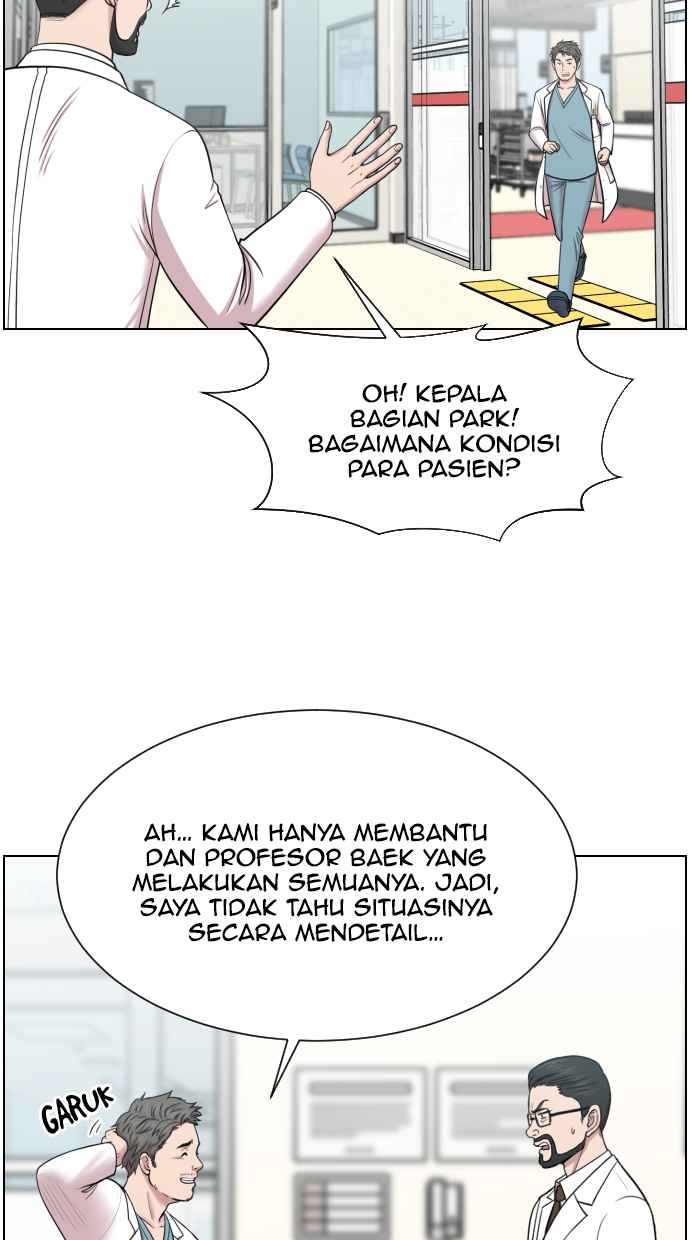 OH! KEPALA
BAGIAN PARK!
BAGAIMANA KONDISI
PARA PASIEN?
AH... KAMI HANYA MEMBANTU
DAN PROFESOR BAEK YANG
MELAKUKAN SEMUANYA. JADI,
SAYA TIDAK TAHU SITUASINYA
SECARA MENDETAIL...
GARUK